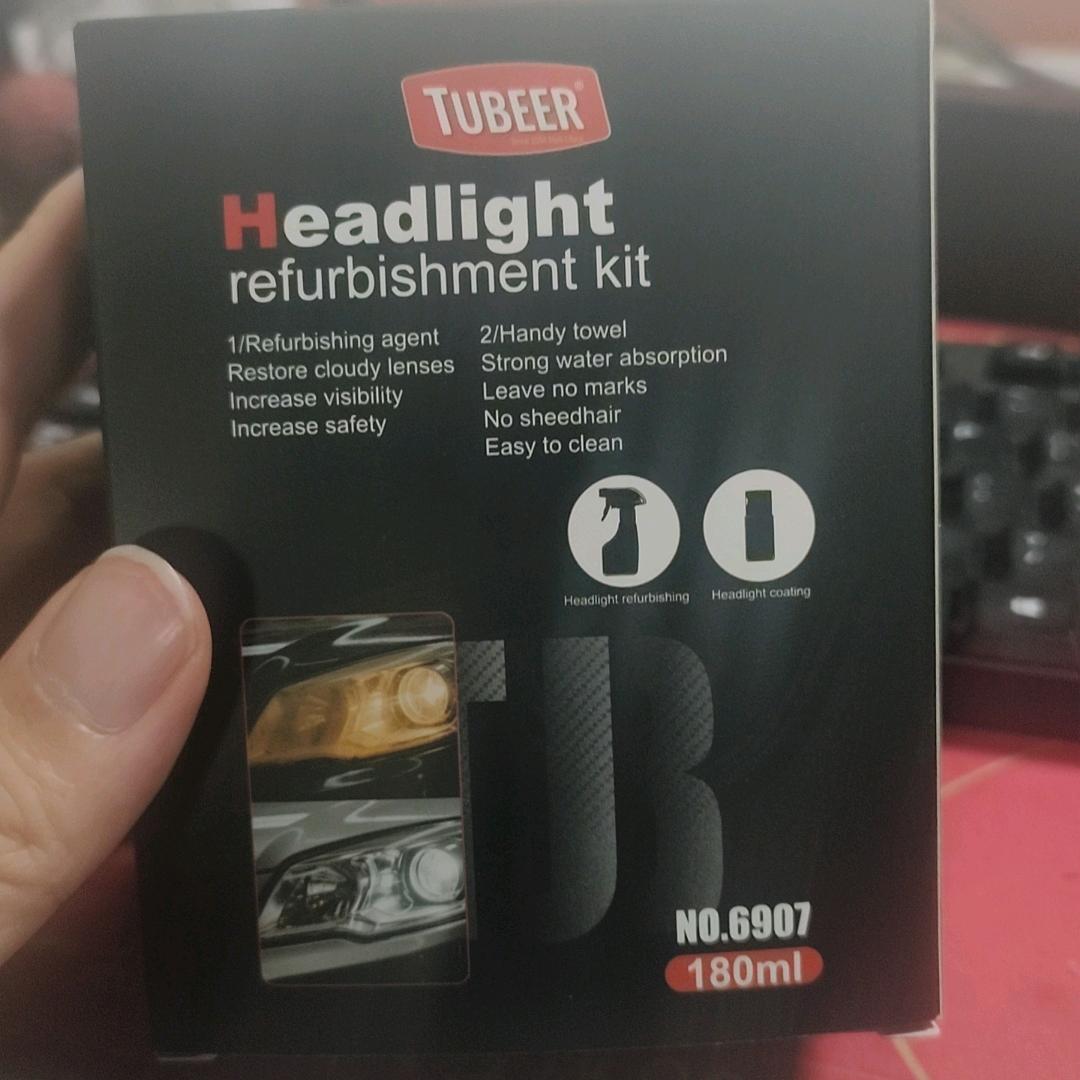 TUBEER®
Headlight
refurbishment kit
1/Refurbishing agent
Restore cloudy lenses
Increase visibility
Increase safety
2/Handy towel
Strong water absorption
Leave no marks
No sheedhair
Easy to clean
Headlight refurbishing
Headlight coating
TUB
NO.6907
180ml